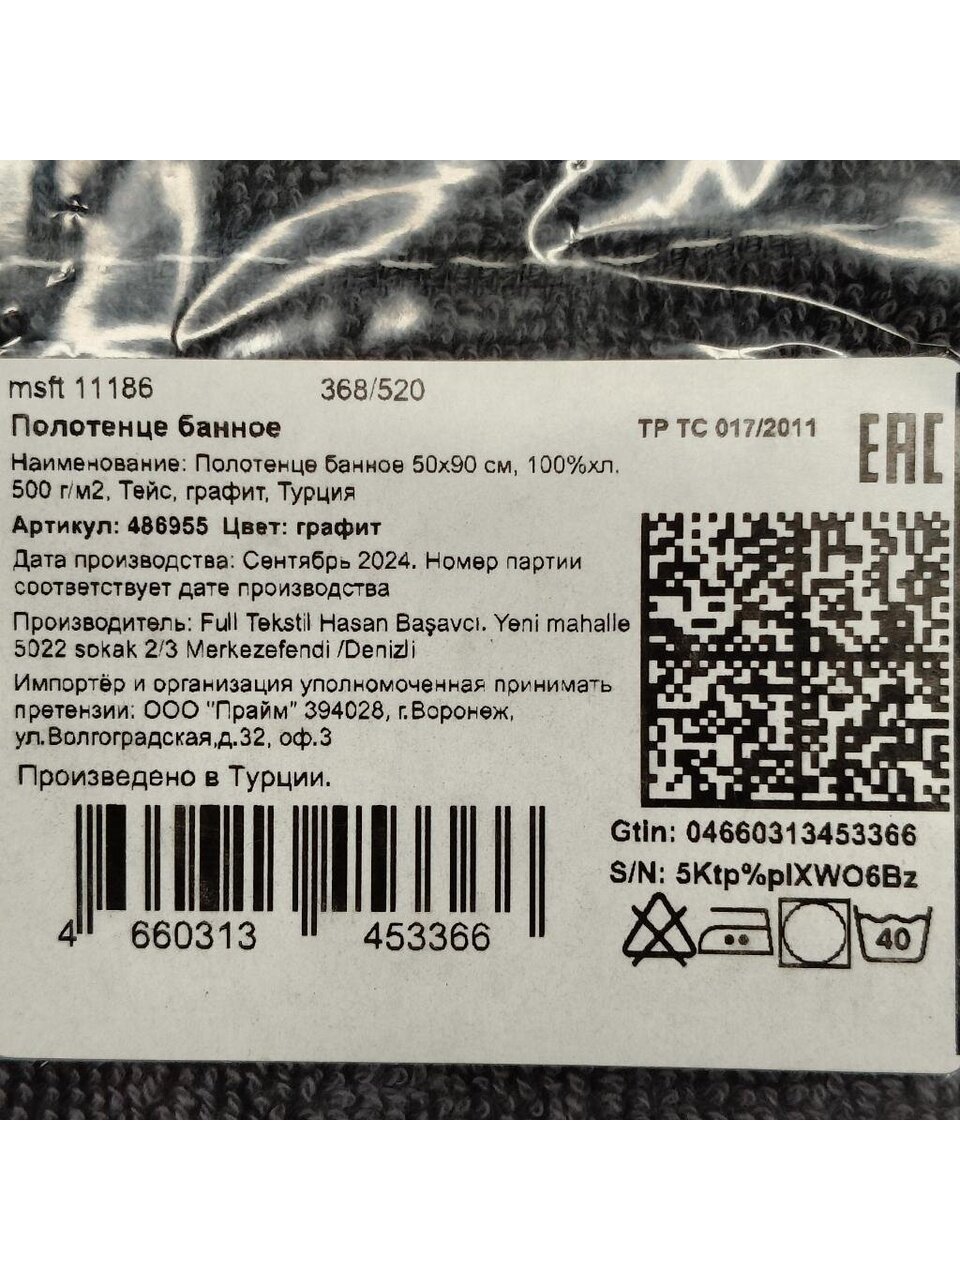 msft 11186 368/520
Полотенце банное ТР ТС 017/2011 EAC
Наименование: Полотенце банное 50х90 см, 100%хл.
500 г/м2, Тейс, графит, Турция
Артикул: 486955 Цвет: графит
Дата производства: Сентябрь 2024. Номер партии
соответствует дате производства
Производитель: Full Tekstil Hasan Başavcı. Yeni mahalle
5022 sokak 2/3 Merkezefendi /Denizli
Импортёр и организация уполномоченная принимать
претензии: ООО "Прайм" 394028, г.Воронеж,
ул.Волгоградская,д.32, оф.3
Произведено в Турции.
Gtin: 04660313453366
S/N: 5Ktp%pIXWO6Bz
4 660313 453366
40